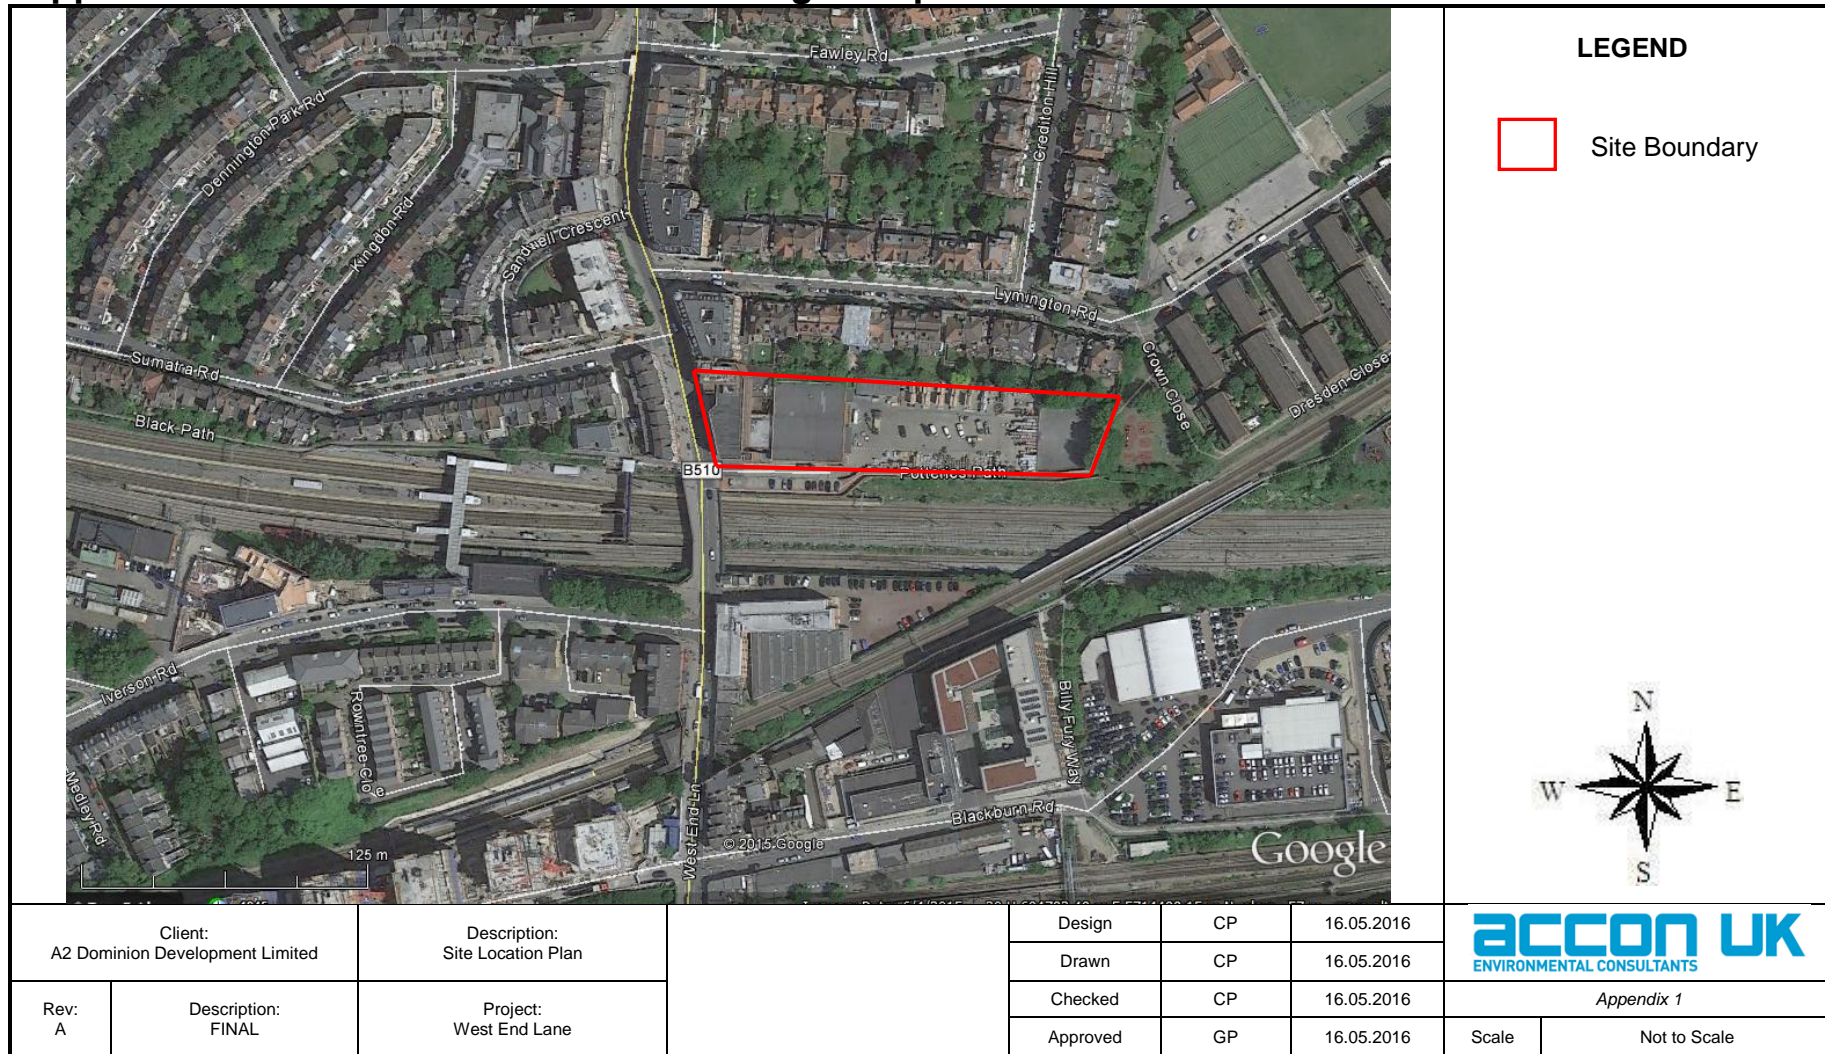 LEGEND
Site Boundary
Fawley Rd
Crediton Hill
Dennington Park Rd
Kingdon Rd
Sandwell Crescent
Lymington Rd
Crown Close
Dresden Close
Sumatra Rd
Black Path
B510
Potteries Path
Iverson Rd
Rowntree Clo e
Medley Rd
Billy Fury Way
Blackburn Rd
West End Ln
125 m
© 2015 Google
Google
N
W E
S
Client:
A2 Dominion Development Limited
Description:
Site Location Plan
Rev:
A
Description:
FINAL
Project:
West End Lane
Design CP 16.05.2016
Drawn CP 16.05.2016
Checked CP 16.05.2016
Approved GP 16.05.2016
accon UK
ENVIRONMENTAL CONSULTANTS
Appendix 1
Scale Not to Scale